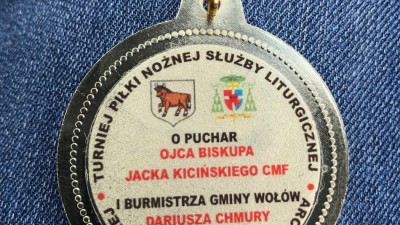 TURNIEJ PIŁKI NOŻNEJ SŁUŻBY LITURGICZNEJ
O PUCHAR
OJCA BISKUPA
JACKA KICIŃSKIEGO CMF
I BURMISTRZA GMINY WOŁÓW
DARIUSZA CHMURY